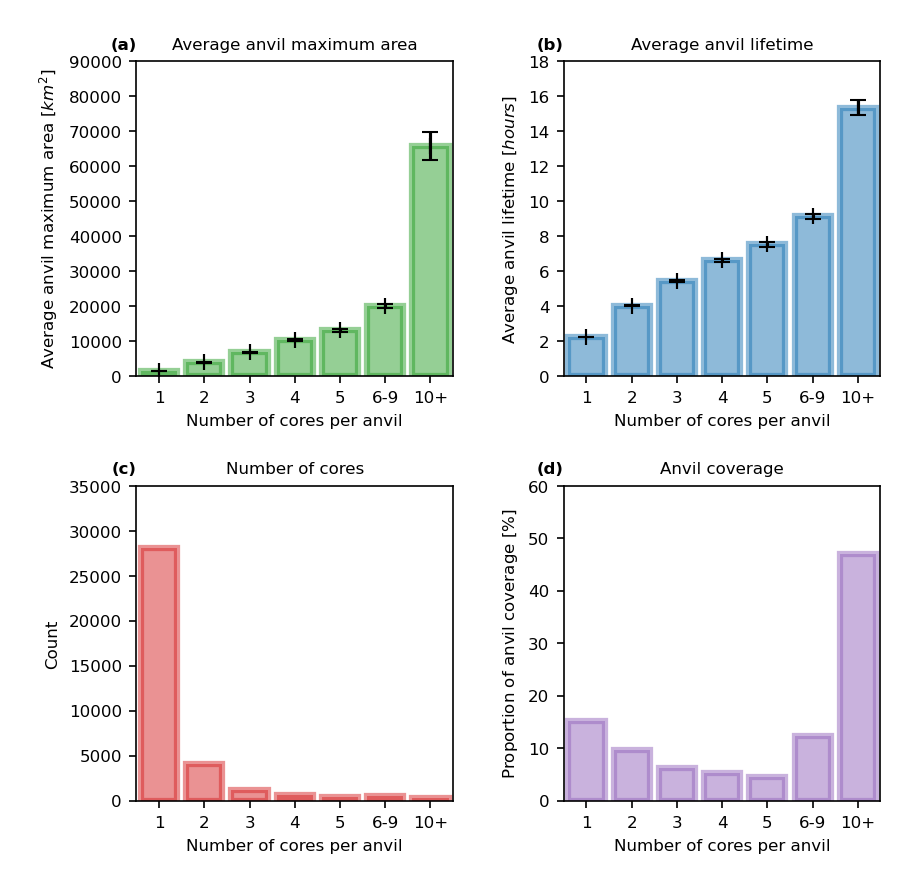 (a) Average anvil maximum area
Average anvil maximum area [km²]
90000
80000
70000
60000
50000
40000
30000
20000
10000
0
1 2 3 4 5 6-9 10+
Number of cores per anvil
(b) Average anvil lifetime
Average anvil lifetime [hours]
18
16
14
12
10
8
6
4
2
0
1 2 3 4 5 6-9 10+
Number of cores per anvil
(c) Number of cores
Count
35000
30000
25000
20000
15000
10000
5000
0
1 2 3 4 5 6-9 10+
Number of cores per anvil
(d) Anvil coverage
Proportion of anvil coverage [%]
60
50
40
30
20
10
0
1 2 3 4 5 6-9 10+
Number of cores per anvil